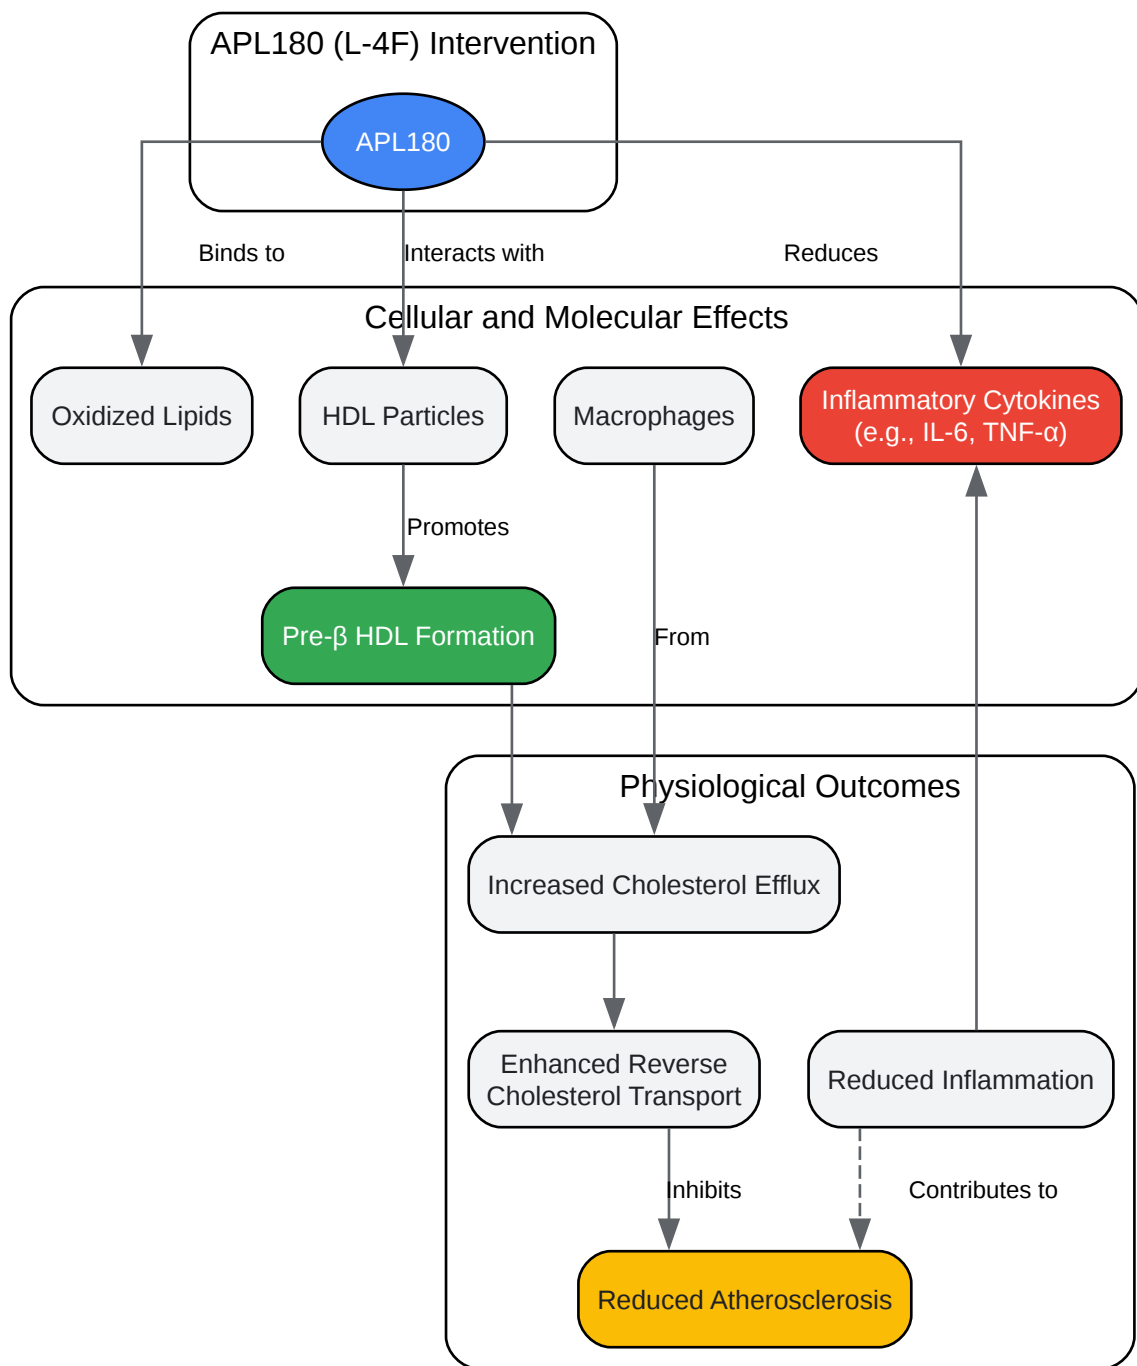 APL180 (L-4F) Intervention
APL180
Binds to
Interacts with
Reduces
Cellular and Molecular Effects
Oxidized Lipids
HDL Particles
Macrophages
Inflammatory Cytokines
(e.g., IL-6, TNF-α)
Promotes
Pre-β HDL Formation
From
Physiological Outcomes
Increased Cholesterol Efflux
Enhanced Reverse
Cholesterol Transport
Reduced Inflammation
Inhibits
Contributes to
Reduced Atherosclerosis